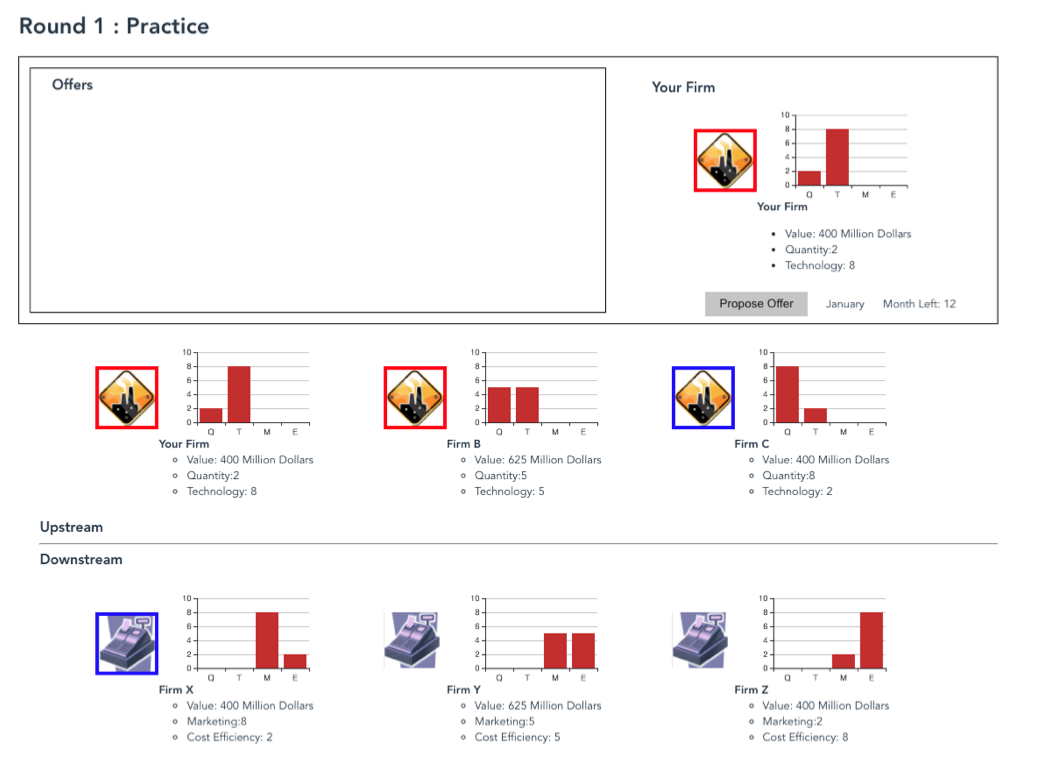 Round 1 : Practice
Offers
Your Firm
10
8
6
4
2
0
Q T M E
Your Firm
Value: 400 Million Dollars
Quantity:2
Technology: 8
Propose Offer January Month Left: 12
10
8
6
4
2
0
Q T M E
Your Firm
Value: 400 Million Dollars
Quantity:2
Technology: 8
10
8
6
4
2
0
Q T M E
Firm B
Value: 625 Million Dollars
Quantity:5
Technology: 5
10
8
6
4
2
0
Q T M E
Firm C
Value: 400 Million Dollars
Quantity:8
Technology: 2
Upstream
Downstream
10
8
6
4
2
0
Q T M E
Firm X
Value: 400 Million Dollars
Marketing:8
Cost Efficiency: 2
10
8
6
4
2
0
Q T M E
Firm Y
Value: 625 Million Dollars
Marketing:5
Cost Efficiency: 5
10
8
6
4
2
0
Q T M E
Firm Z
Value: 400 Million Dollars
Marketing:2
Cost Efficiency: 8